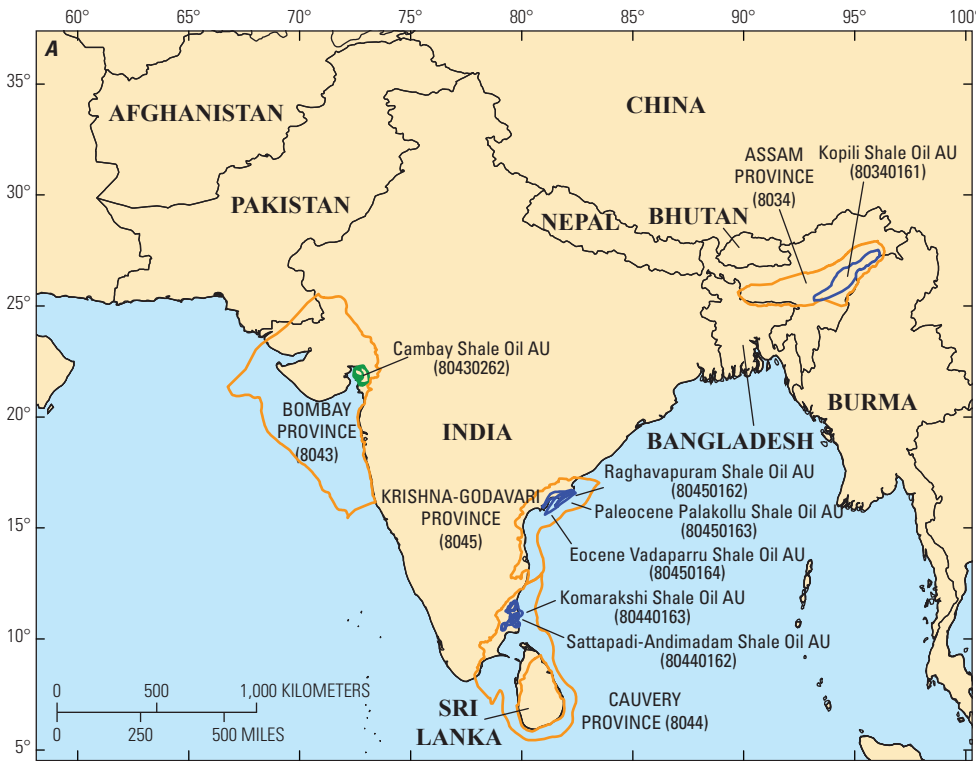 60° 65° 70° 75° 80° 85° 90° 95° 100°
A
35°
AFGHANISTAN
CHINA
ASSAM
PROVINCE
(8034)
Kopili Shale Oil AU
(80340161)
30°
PAKISTAN
NEPAL
BHUTAN
25°
Cambay Shale Oil AU
(80430262)
20°
BOMBAY
PROVINCE
(8043)
INDIA
BURMA
BANGLADESH
KRISHNA-GODAVARI
PROVINCE
(8045)
Raghavapuram Shale Oil AU
(80450162)
Paleocene Palakollu Shale Oil AU
(80450163)
15°
Eocene Vadaparru Shale Oil AU
(80450164)
Komarakshi Shale Oil AU
(80440163)
10°
Sattapadi-Andimadam Shale Oil AU
(80440162)
0 500 1,000 KILOMETERS
0 250 500 MILES
SRI
LANKA
CAUVERY
PROVINCE (8044)
5°